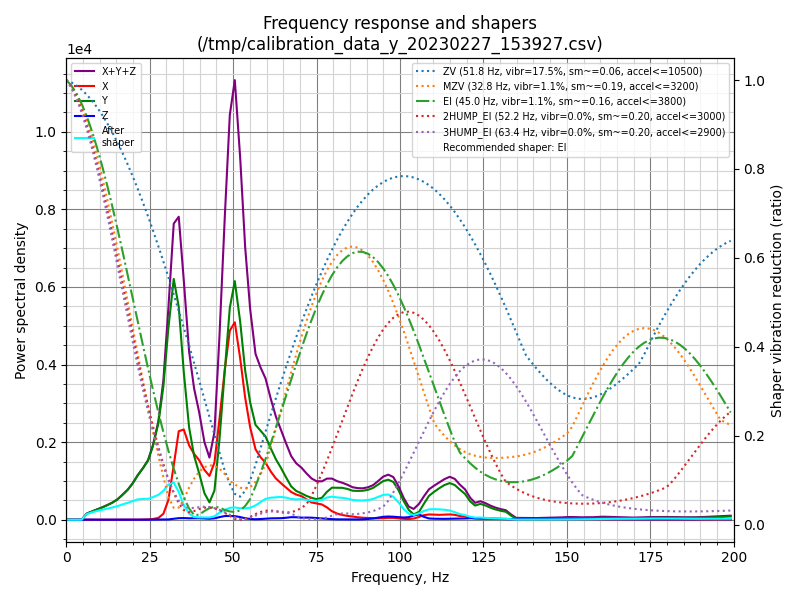 Frequency response and shapers
(/tmp/calibration_data_y_20230227_153927.csv)
1e4
X+Y+Z
X
Y
Z
After
shaper
ZV (51.8 Hz, vibr=17.5%, sm~=0.06, accel<=10500)
MZV (32.8 Hz, vibr=1.1%, sm~=0.19, accel<=3200)
EI (45.0 Hz, vibr=1.1%, sm~=0.16, accel<=3800)
2HUMP_EI (52.2 Hz, vibr=0.0%, sm~=0.20, accel<=3000)
3HUMP_EI (63.4 Hz, vibr=0.0%, sm~=0.20, accel<=2900)
Recommended shaper: EI
Power spectral density
1.0
0.8
0.6
0.4
0.2
0.0
1.0
0.8
0.6
0.4
0.2
0.0
Shaper vibration reduction (ratio)
0 25 50 75 100 125 150 175 200
Frequency, Hz